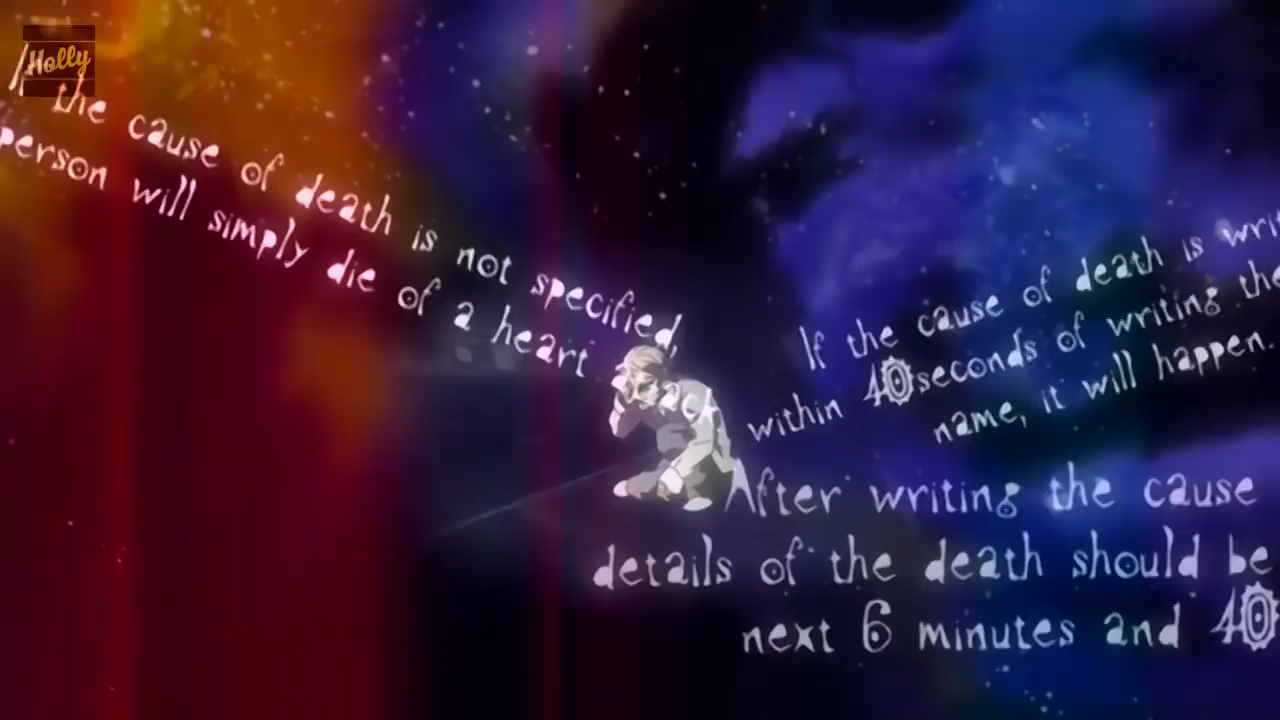 Holly
If the cause of death is not specified,
person will simply die of a heart
If the cause of death is
within 40 seconds of writing the
name, it will happen.
After writing the cause
details of the death should be
next 6 minutes and 40